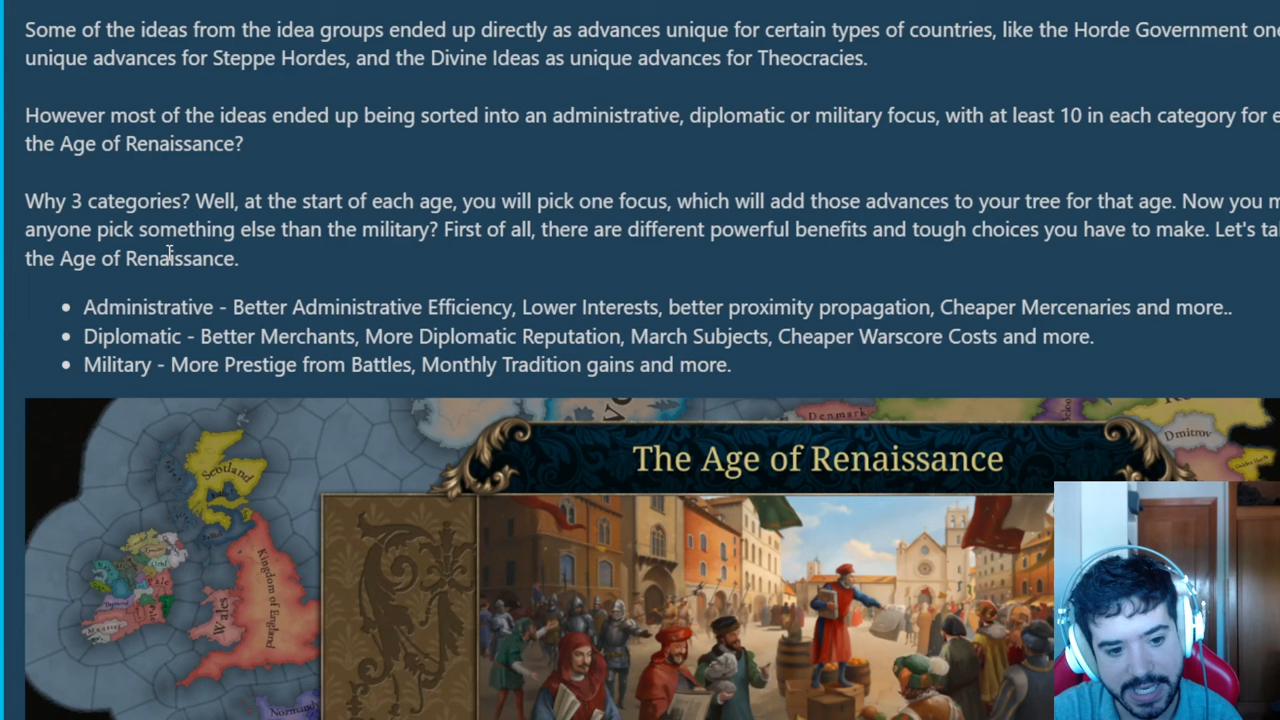 Some of the ideas from the idea groups ended up directly as advances unique for certain types of countries, like the Horde Government
unique advances for Steppe Hordes, and the Divine Ideas as unique advances for Theocracies.
However most of the ideas ended up being sorted into an administrative, diplomatic or military focus, with at least 10 in each category for
the Age of Renaissance?
Why 3 categories? Well, at the start of each age, you will pick one focus, which will add those advances to your tree for that age. Now you
anyone pick something else than the military? First of all, there are different powerful benefits and tough choices you have to make. Let's
the Age of Renaissance.
• Administrative - Better Administrative Efficiency, Lower Interests, better proximity propagation, Cheaper Mercenaries and more..
• Diplomatic - Better Merchants, More Diplomatic Reputation, March Subjects, Cheaper Warscore Costs and more.
• Military - More Prestige from Battles, Monthly Tradition gains and more.
Denmark
Dmitrov
The Age of Renaissance
Scotland
Kingdom of England
Wales
Normandy